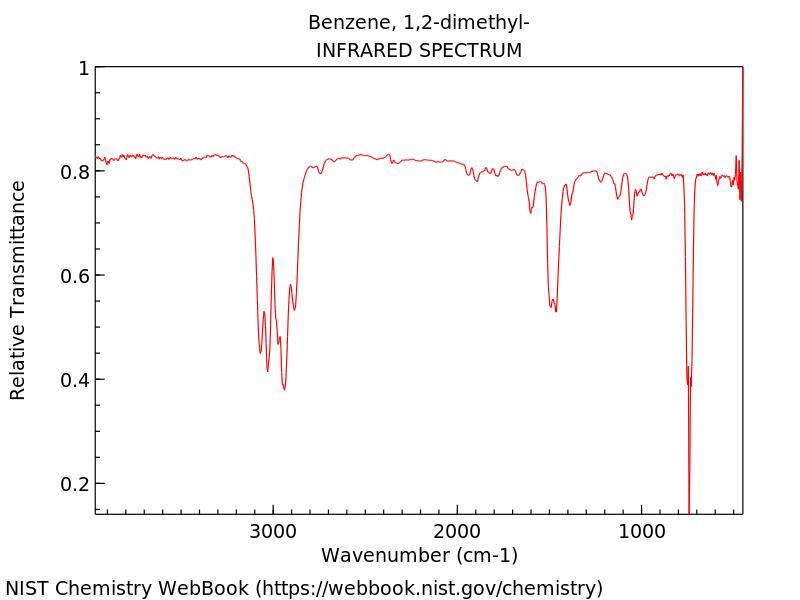 Benzene, 1,2-dimethyl-
INFRARED SPECTRUM
1
0.8
0.6
0.4
0.2
Relative Transmittance
3000 2000 1000
Wavenumber (cm-1)
NIST Chemistry WebBook (https://webbook.nist.gov/chemistry)